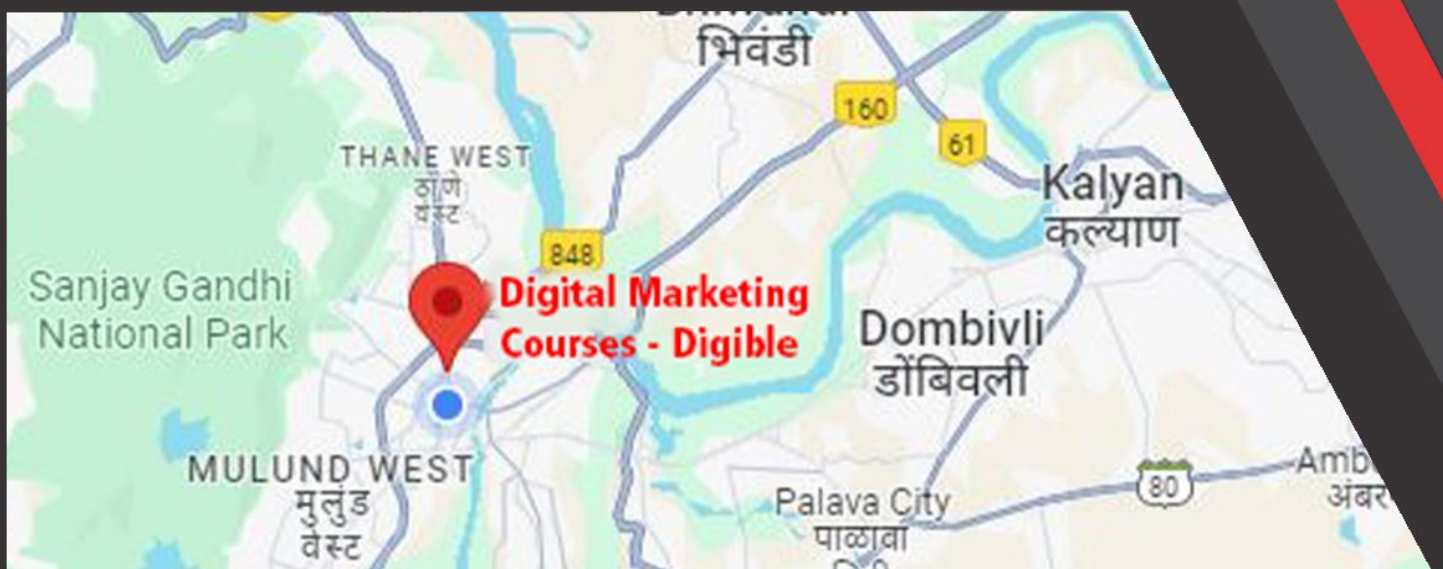 भिवंडी
160
61
THANE WEST
ठाणे
वेस्ट
Kalyan
कल्याण
848
Sanjay Gandhi
National Park
Digital Marketing
Courses - Digible
Dombivli
डोंबिवली
MULUND WEST
मुलुंड
वेस्ट
80
Palava City
पाळावा